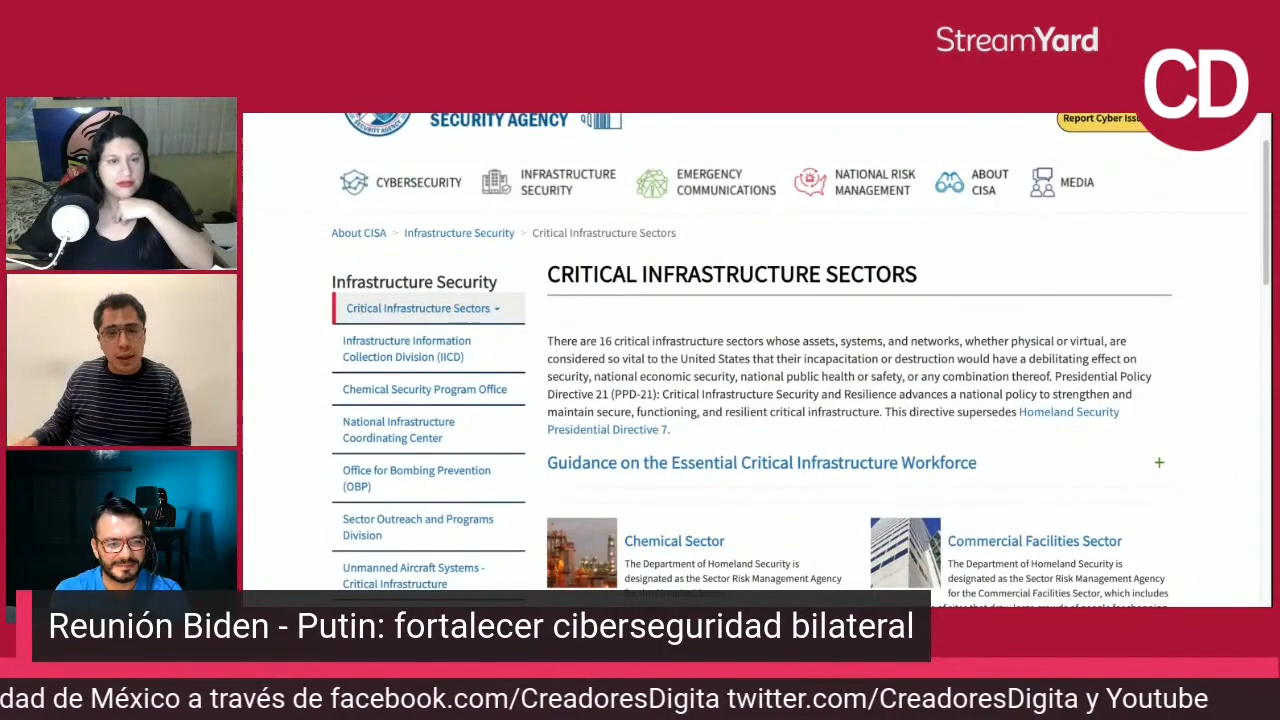 StreamYard
CD
SECURITY AGENCY
Report Cyber Issu
CYBERSECURITY
INFRASTRUCTURE
SECURITY
EMERGENCY
COMMUNICATIONS
NATIONAL RISK
MANAGEMENT
ABOUT
CISA
MEDIA
About CISA > Infrastructure Security > Critical Infrastructure Sectors
Infrastructure Security
Critical Infrastructure Sectors
Infrastructure Information
Collection Division (IICD)
Chemical Security Program Office
National Infrastructure
Coordinating Center
Office for Bombing Prevention
(OBP)
Sector Outreach and Programs
Division
Unmanned Aircraft Systems -
Critical Infrastructure
CRITICAL INFRASTRUCTURE SECTORS
There are 16 critical infrastructure sectors whose assets, systems, and networks, whether physical or virtual, are
considered so vital to the United States that their incapacitation or destruction would have a debilitating effect on
security, national economic security, national public health or safety, or any combination thereof. Presidential Policy
Directive 21 (PPD-21): Critical Infrastructure Security and Resilience advances a national policy to strengthen and
maintain secure, functioning, and resilient critical infrastructure. This directive supersedes Homeland Security
Presidential Directive 7.
Guidance on the Essential Critical Infrastructure Workforce +
Chemical Sector
The Department of Homeland Security is
designated as the Sector Risk Management Agency
Commercial Facilities Sector
The Department of Homeland Security is
designated as the Sector Risk Management Agency
for the Commercial Facilities Sector, which includes
Reunión Biden - Putin: fortalecer ciberseguridad bilateral
dad de México a través de facebook.com/CreadoresDigita twitter.com/CreadoresDigita y Youtube